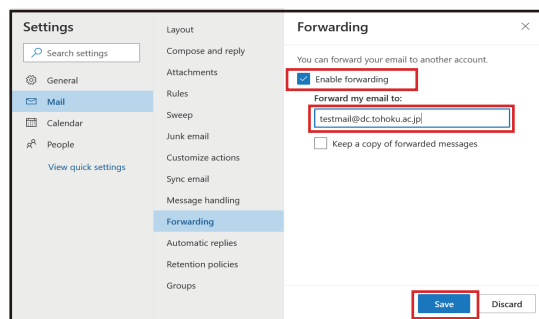 Settings
Search settings
General
Mail
Calendar
People
View quick settings
Layout
Compose and reply
Attachments
Rules
Sweep
Junk email
Customize actions
Sync email
Message handling
Forwarding
Automatic replies
Retention policies
Groups
Forwarding
You can forward your email to another account.
Enable forwarding
Forward my email to:
testmail@dc.tohoku.ac.jp
Keep a copy of forwarded messages
Save
Discard